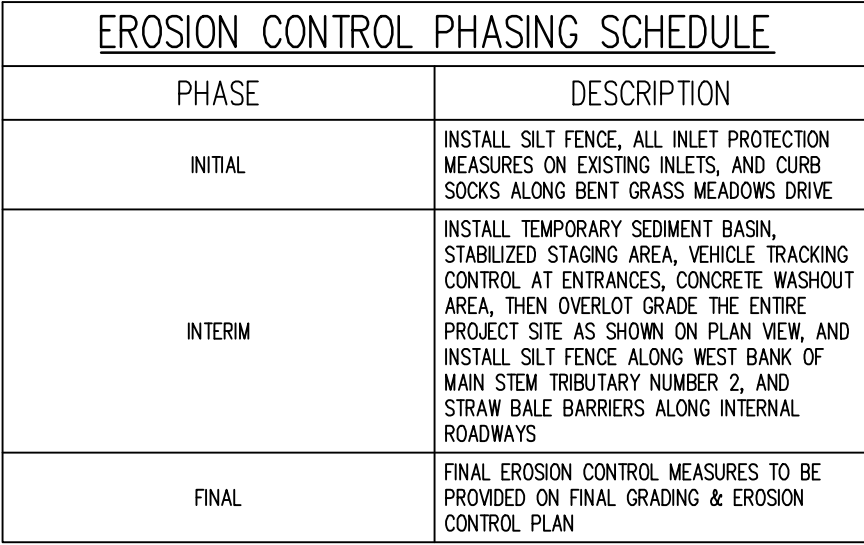 EROSION CONTROL PHASING SCHEDULE
PHASE
DESCRIPTION
INITIAL
INSTALL SILT FENCE, ALL INLET PROTECTION
MEASURES ON EXISTING INLETS, AND CURB
SOCKS ALONG BENT GRASS MEADOWS DRIVE
INTERIM
INSTALL TEMPORARY SEDIMENT BASIN,
STABILIZED STAGING AREA, VEHICLE TRACKING
CONTROL AT ENTRANCES, CONCRETE WASHOUT
AREA, THEN OVERLOT GRADE THE ENTIRE
PROJECT SITE AS SHOWN ON PLAN VIEW, AND
INSTALL SILT FENCE ALONG WEST BANK OF
MAIN STEM TRIBUTARY NUMBER 2, AND
STRAW BALE BARRIERS ALONG INTERNAL
ROADWAYS
FINAL
FINAL EROSION CONTROL MEASURES TO BE
PROVIDED ON FINAL GRADING & EROSION
CONTROL PLAN